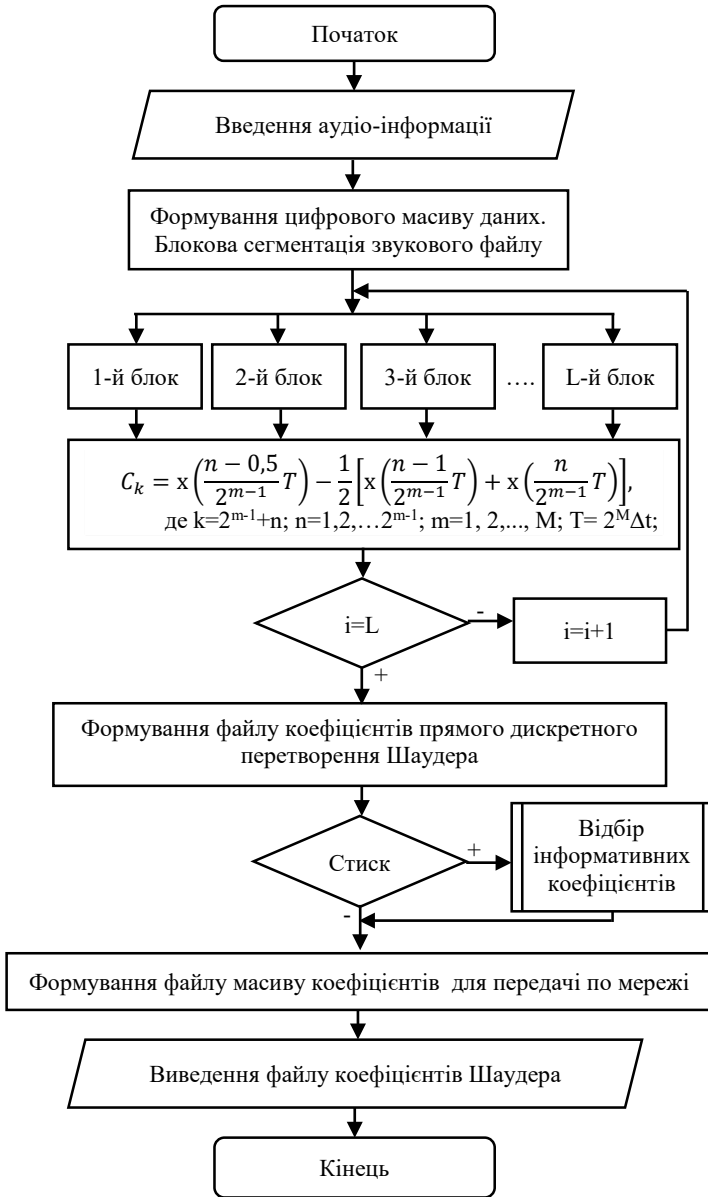 Початок
Введення аудіо-інформації
Формування цифрового масиву даних.
Блокова сегментація звукового файлу
1-й блок 2-й блок 3-й блок …. L-й блок
C_k = x((n − 0,5)/2^{m−1} T) − 1/2[x((n − 1)/2^{m−1} T) + x(n/2^{m−1} T)],
де k=2^{m-1}+n; n=1,2,…2^{m-1}; m=1, 2,..., M; T= 2^MΔt;
i=L
-
i=i+1
+
Формування файлу коефіцієнтів прямого дискретного
перетворення Шаудера
Стиск
+
Відбір
інформативних
коефіцієнтів
-
Формування файлу масиву коефіцієнтів для передачі по мережі
Виведення файлу коефіцієнтів Шаудера
Кінець